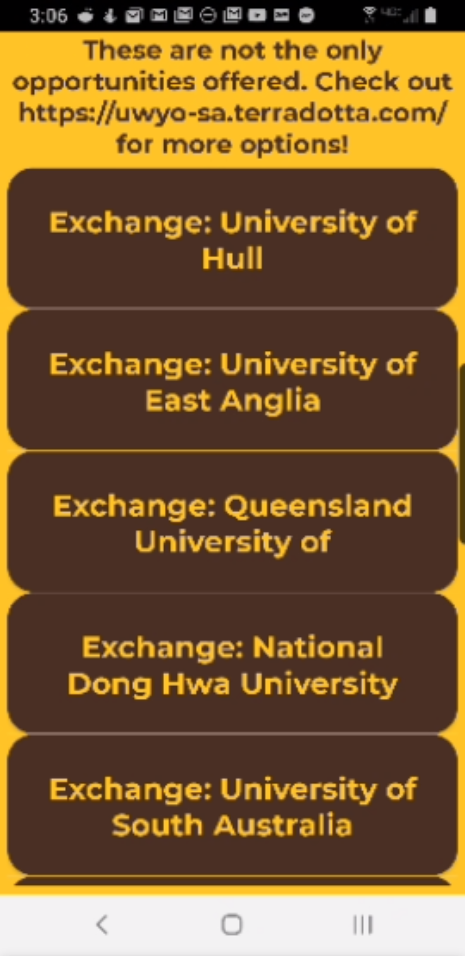 3:06
These are not the only
opportunities offered. Check out
https://uwyo-sa.terradotta.com/
for more options!
Exchange: University of
Hull
Exchange: University of
East Anglia
Exchange: Queensland
University of
Exchange: National
Dong Hwa University
Exchange: University of
South Australia